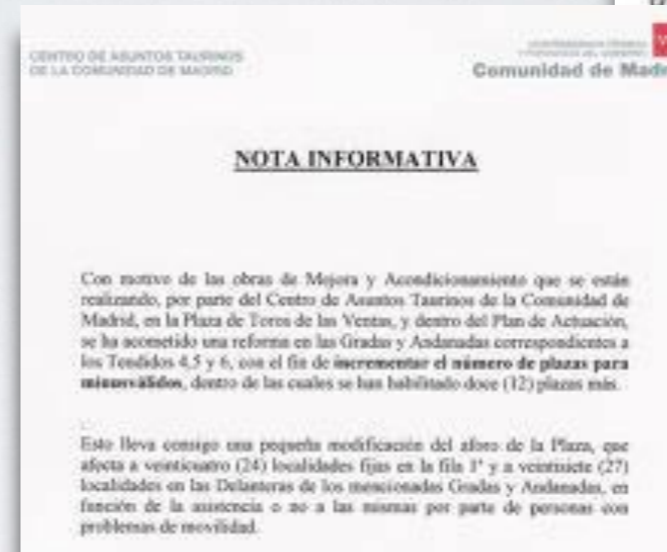 CENTRO DE ASUNTOS TAURINOS
DE LA COMUNIDAD DE MADRID
Comunidad de Madr
NOTA INFORMATIVA
Con motivo de las obras de Mejora y Acondicionamiento que se están
realizando, por parte del Centro de Asuntos Taurinos de la Comunidad de
Madrid, en la Plaza de Toros de las Ventas, y dentro del Plan de Actuación,
se ha acometido una reforma en las Gradas y Andanadas correspondientes a
los Tendidos 4,5 y 6, con el fin de incrementar el número de plazas para
minusválidos, dentro de las cuales se han habilitado doce (12) plazas más.
Esto lleva consigo una pequeña modificación del aforo de la Plaza, que
afecta a veinticuatro (24) localidades fijas en la fila 1ª y a veintisiete (27)
localidades en las Delanteras de los mencionadas Gradas y Andanadas, en
función de la asistencia o no a las mismas por parte de personas con
problemas de movilidad.